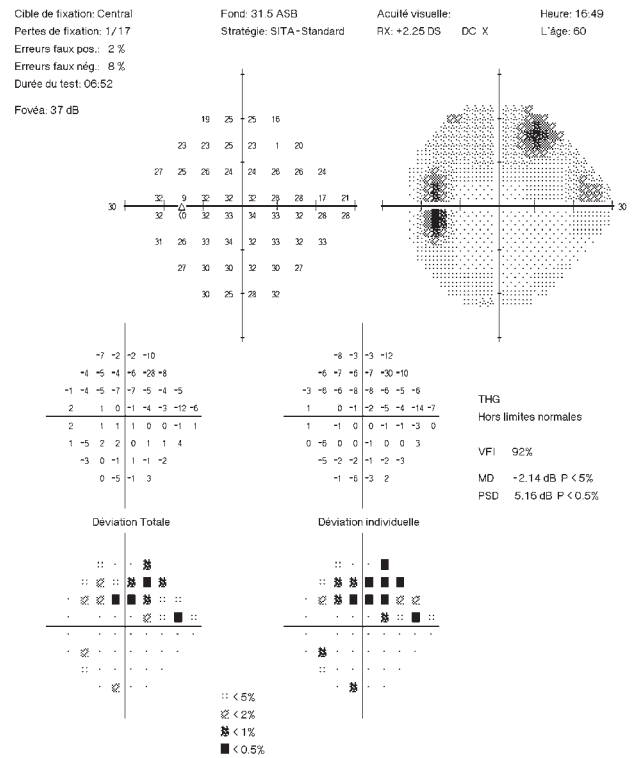 Cible de fixation: Central
Fond: 31.5 ASB
Acuité visuelle:
Heure: 16:49
Pertes de fixation: 1/17
Stratégie: SITA-Standard
RX: +2.25 DS DC X
L'âge: 60
Erreurs faux pos.: 2 %
Erreurs faux nég.: 8 %
Durée du test: 06:52
Fovéa: 37 dB
19 25 25 16
23 23 25 23 1 20
27 25 26 24 24 26 26 24
32 9 32 32 32 28 28 17 21
30
30
32 <0 32 33 34 33 32 28 28
31 26 33 34 32 33 32 33
27 30 30 32 30 27
30 25 28 32
-7 -2 -2 -10
-4 -5 -4 -6 -28 -8
-1 -4 -5 -7 -7 -5 -4 -5
2 1 0 -1 -4 -3 -12 -6
2 1 1 1 0 -1 1 0
1 -5 2 2 0 1 1 4
-3 0 -1 1 -1 -2
0 -5 -1 3
-8 -3 -3 -12
-6 -7 -6 -7 -30 -10
-3 -6 -6 -8 -8 -6 -5 -6
1 0 -1 -2 -5 -4 -14 -7
1 -1 0 0 -1 -1 -3 0
0 -6 0 0 -1 0 0 3
-5 -2 -2 -1 -2 -3
-1 -6 -3 2
THG
Hors limites normales
VFI 92%
MD -2.14 dB P < 5%
PSD 5.16 dB P < 0.5%
Déviation Totale
Déviation individuelle
< 5%
< 2%
< 1%
< 0.5%